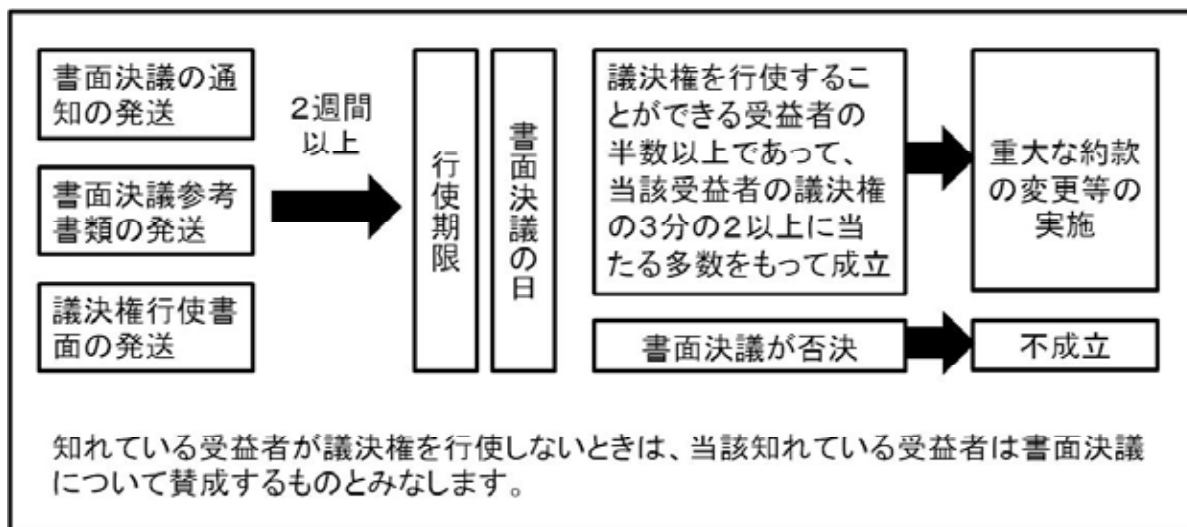 書面決議の通
知の発送
書面決議参考
書類の発送
議決権行使書
面の発送
2週間
以上
行使期限
書面決議の日
議決権を行使するこ
とができる受益者の
半数以上であって、
当該受益者の議決権
の3分の2以上に当
たる多数をもって成立
重大な約款
の変更等の
実施
書面決議が否決
不成立
知れている受益者が議決権を行使しないときは、当該知れている受益者は書面決議
について賛成するものとみなします。